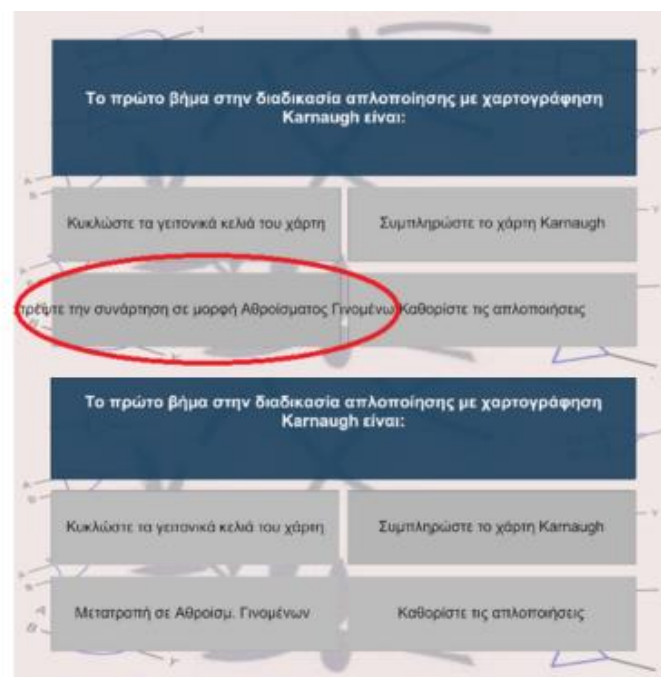 Το πρώτο βήμα στην διαδικασία απλοποίησης με χαρτογράφηση
Karnaugh είναι:
Κυκλώστε τα γειτονικά κελιά του χάρτη
Συμπληρώστε το χάρτη Karnaugh
τρέψτε την συνάρτηση σε μορφή Αθροίσματος Γινομένω
Καθορίστε τις απλοποιήσεις
Το πρώτο βήμα στην διαδικασία απλοποίησης με χαρτογράφηση
Karnaugh είναι:
Κυκλώστε τα γειτονικά κελιά του χάρτη
Συμπληρώστε το χάρτη Karnaugh
Μετατροπή σε Αθροίσμ. Γινομένων
Καθορίστε τις απλοποιήσεις